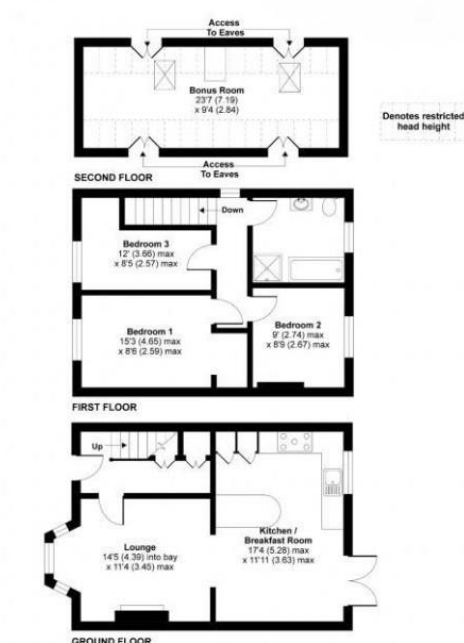 Access
To Eaves
Bonus Room
23'7 (7.19)
x 9'4 (2.84)
Denotes restricted
head height
Access
To Eaves
SECOND FLOOR
Down
Bedroom 3
12' (3.66) max
x 8'5 (2.57) max
Bedroom 1
15'3 (4.65) max
x 8'6 (2.59) max
Bedroom 2
9' (2.74) max
x 8'9 (2.67) max
FIRST FLOOR
Up
Lounge
14'5 (4.39) into bay
x 11'4 (3.45) max
Kitchen /
Breakfast Room
17'4 (5.28) max
x 11'11 (3.63) max
GROUND FLOOR